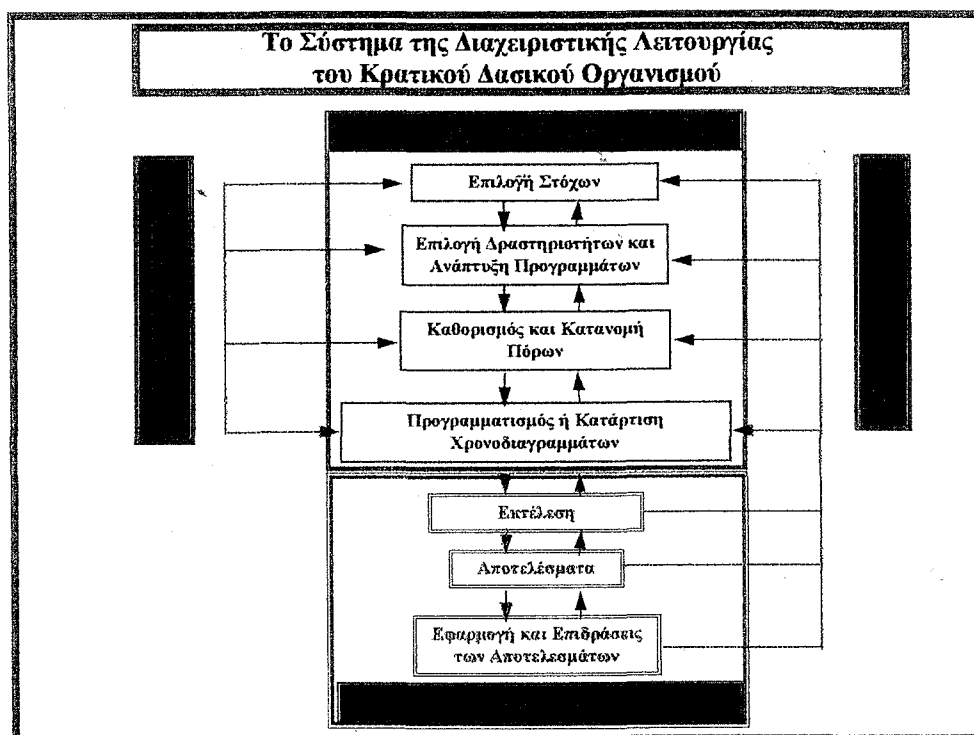 Το Σύστημα της Διαχειριστικής Λειτουργίας
του Κρατικού Δασικού Οργανισμού
Επιλογή Στόχων
Επιλογή Δραστηριοτήτων και
Ανάπτυξη Προγραμμάτων
Καθορισμός και Κατανομή
Πόρων
Προγραμματισμός ή Κατάρτιση
Χρονοδιαγραμμάτων
Εκτέλεση
Αποτελέσματα
Εφαρμογή και Επιδράσεις
των Αποτελεσμάτων